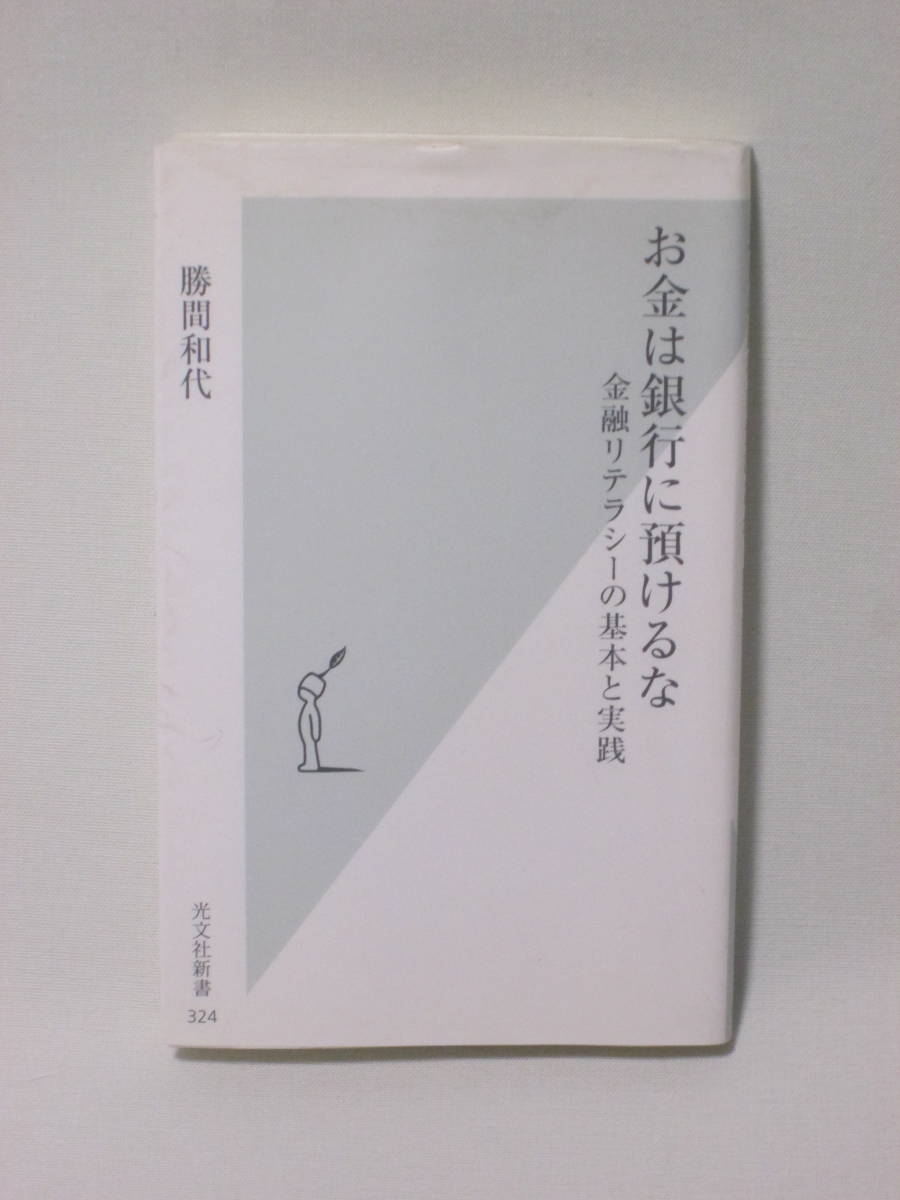 お金は銀行に預けるな
金融リテラシーの基本と実践
勝間和代
光文社新書
324